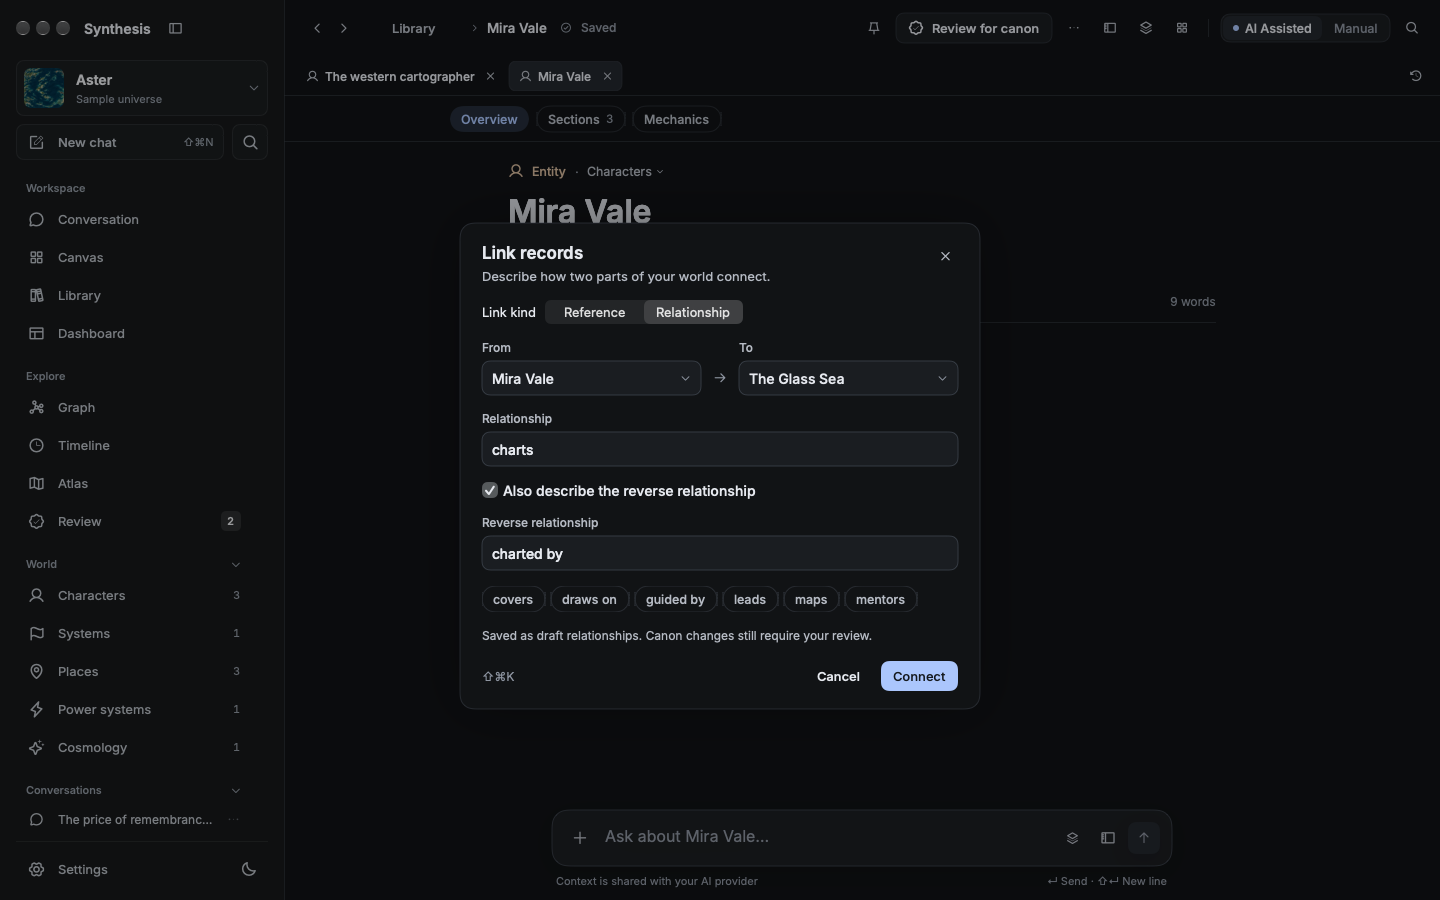 Synthesis
Library
Mira Vale
Saved
Review for canon
AI Assisted
Manual
Aster
Sample universe
The western cartographer
Mira Vale
New chat
⇧⌘N
Overview
Sections 3
Mechanics
Workspace
Conversation
Canvas
Library
Dashboard
Explore
Graph
Timeline
Atlas
Review
2
World
Characters
3
Systems
1
Places
3
Power systems
1
Cosmology
1
Conversations
The price of remembranc...
Settings
Entity · Characters
Mira Vale
9 words
Link records
Describe how two parts of your world connect.
Link kind
Reference
Relationship
From
To
Mira Vale
→
The Glass Sea
Relationship
charts
Also describe the reverse relationship
Reverse relationship
charted by
covers
draws on
guided by
leads
maps
mentors
Saved as draft relationships. Canon changes still require your review.
⇧⌘K
Cancel
Connect
Ask about Mira Vale...
Context is shared with your AI provider
↵ Send · ⇧↵ New line